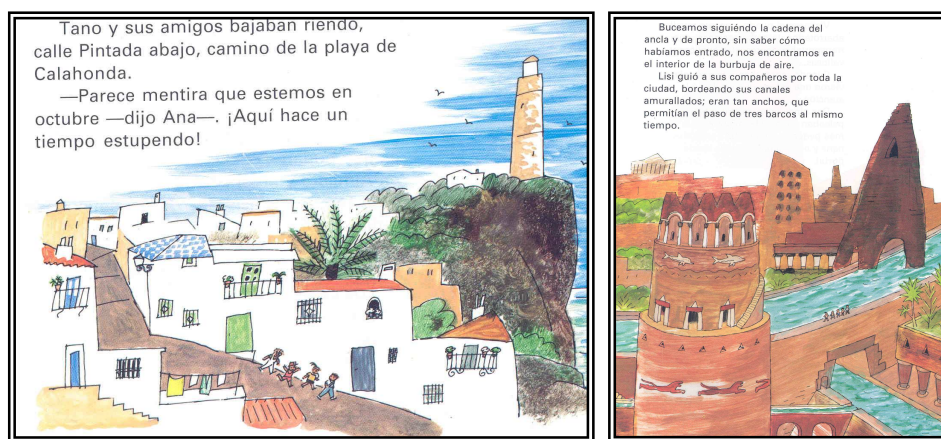 Tano y sus amigos bajaban riendo,
calle Pintada abajo, camino de la playa de
Calahonda.
—Parece mentira que estemos en
octubre —dijo Ana—. ¡Aquí hace un
tiempo estupendo!
Buceamos siguiéndo la cadena del
ancla y de pronto, sin saber cómo
habíamos entrado, nos encontramos en
el interior de la burbuja de aire.
Lisi guió a sus compañeros por toda la
ciudad, bordeando sus canales
amurallados; eran tan anchos, que
permitían el paso de tres barcos al mismo
tiempo.